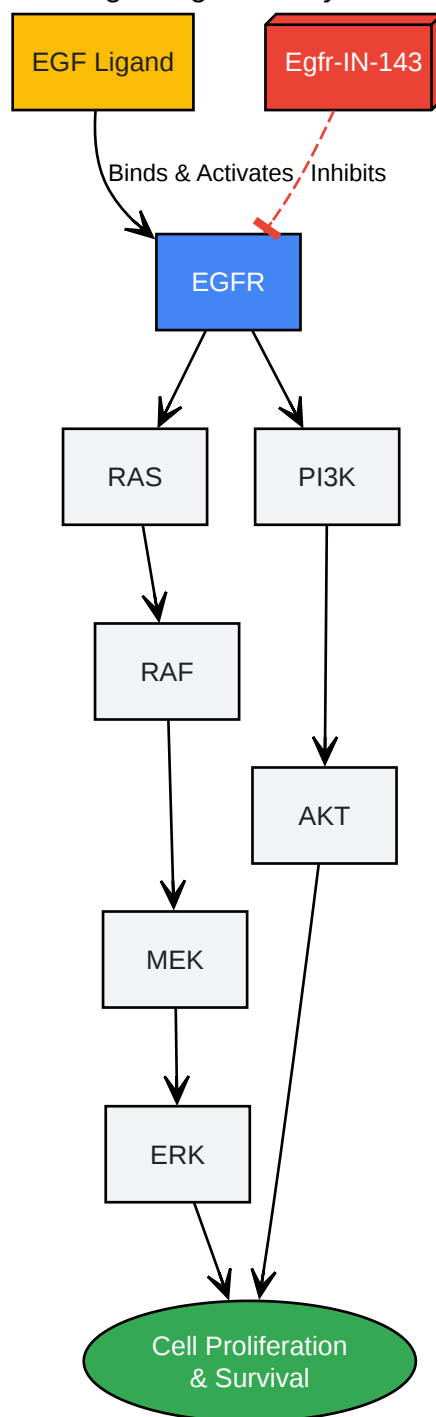 EGF Ligand
Egfr-IN-143
Binds & Activates
Inhibits
EGFR
RAS
PI3K
RAF
AKT
MEK
ERK
Cell Proliferation
& Survival